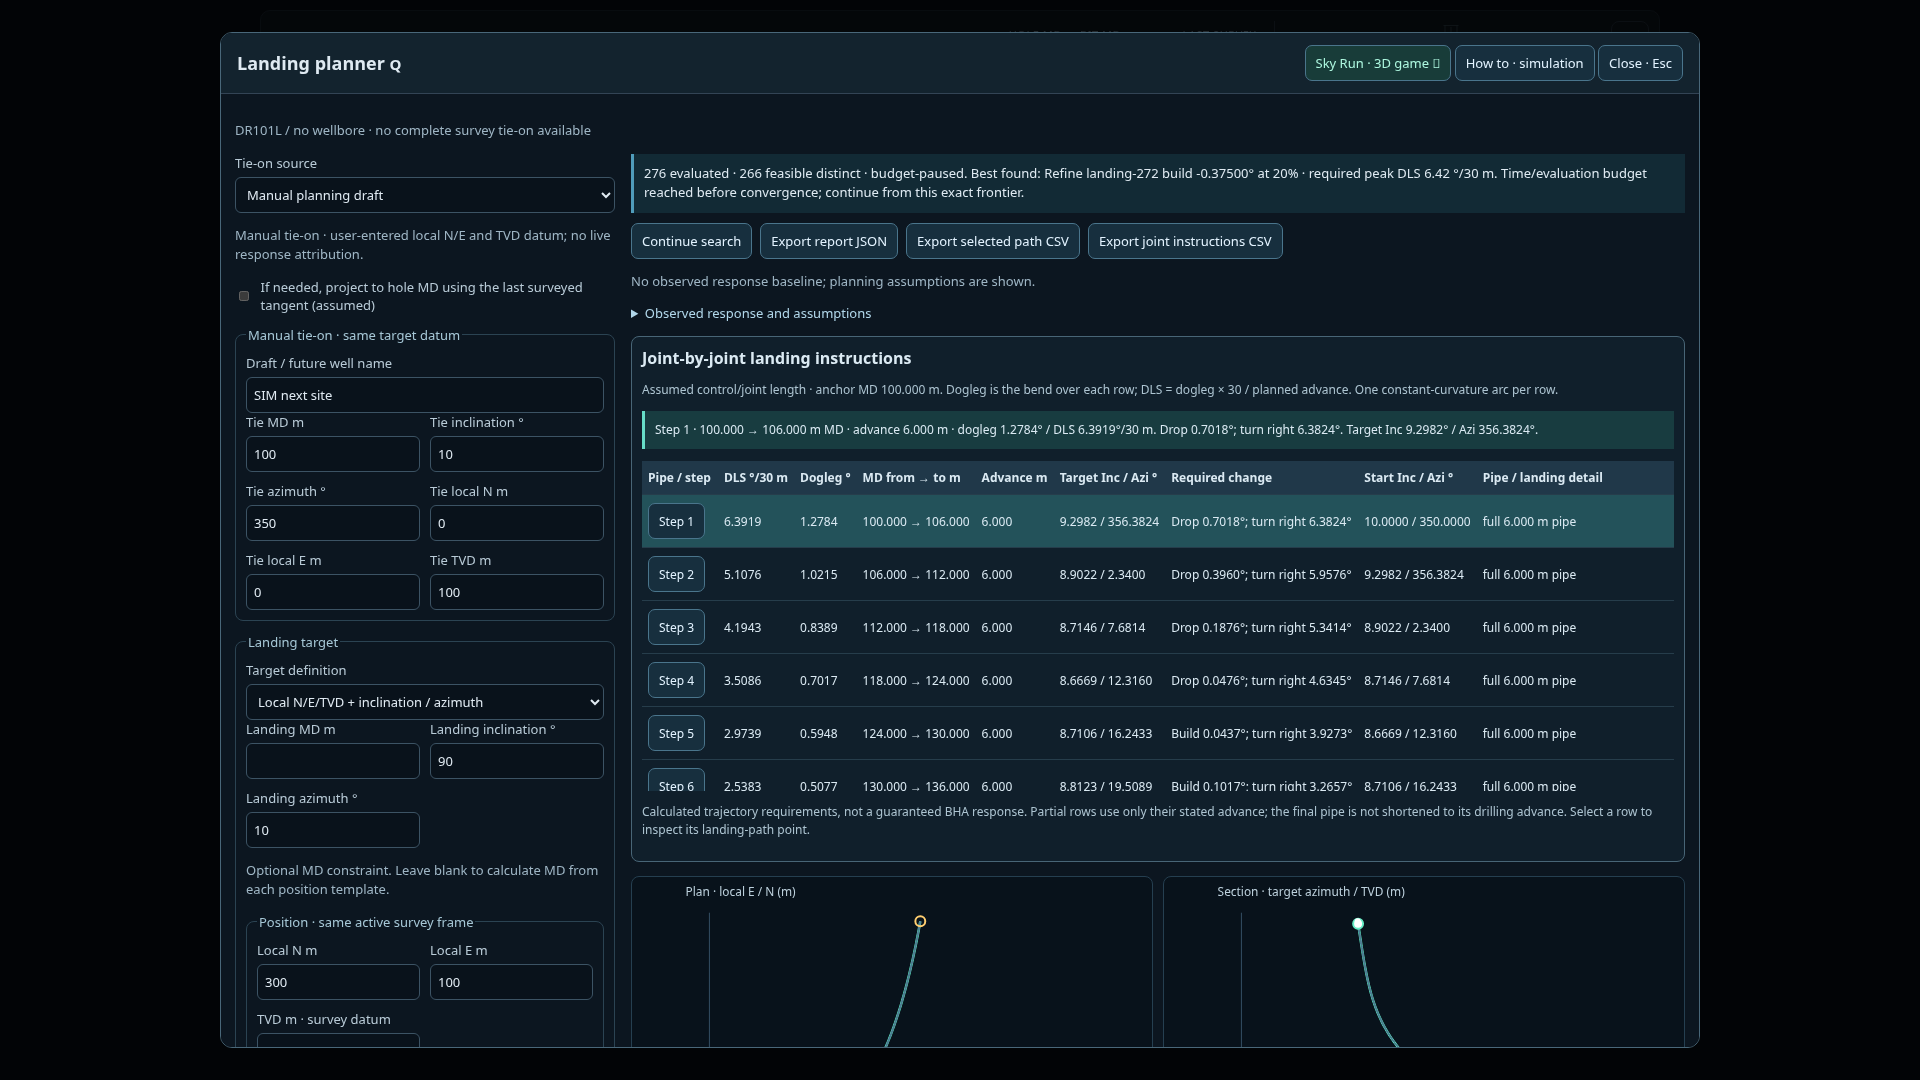 Landing planner Q
Sky Run · 3D game
How to · simulation
Close · Esc
DR101L / no wellbore · no complete survey tie-on available
Tie-on source
Manual planning draft
Manual tie-on · user-entered local N/E and TVD datum; no live
response attribution.
If needed, project to hole MD using the last surveyed
tangent (assumed)
Manual tie-on · same target datum
Draft / future well name
SIM next site
Tie MD m
Tie inclination °
100
10
Tie azimuth °
Tie local N m
350
0
Tie local E m
Tie TVD m
0
100
Landing target
Target definition
Local N/E/TVD + inclination / azimuth
Landing MD m
Landing inclination °
90
Landing azimuth °
10
Optional MD constraint. Leave blank to calculate MD from
each position template.
Position · same active survey frame
Local N m
Local E m
300
100
TVD m · survey datum
276 evaluated · 266 feasible distinct · budget-paused. Best found: Refine landing-272 build -0.37500° at 20% · required peak DLS 6.42 °/30 m. Time/evaluation budget
reached before convergence; continue from this exact frontier.
Continue search
Export report JSON
Export selected path CSV
Export joint instructions CSV
No observed response baseline; planning assumptions are shown.
▶ Observed response and assumptions
Joint-by-joint landing instructions
Assumed control/joint length · anchor MD 100.000 m. Dogleg is the bend over each row; DLS = dogleg × 30 / planned advance. One constant-curvature arc per row.
Step 1 · 100.000 → 106.000 m MD · advance 6.000 m · dogleg 1.2784° / DLS 6.3919°/30 m. Drop 0.7018°; turn right 6.3824°. Target Inc 9.2982° / Azi 356.3824°.
Pipe / step DLS °/30 m Dogleg ° MD from → to m Advance m Target Inc / Azi ° Required change Start Inc / Azi ° Pipe / landing detail
Step 1 6.3919 1.2784 100.000 → 106.000 6.000 9.2982 / 356.3824 Drop 0.7018°; turn right 6.3824° 10.0000 / 350.0000 full 6.000 m pipe
Step 2 5.1076 1.0215 106.000 → 112.000 6.000 8.9022 / 2.3400 Drop 0.3960°; turn right 5.9576° 9.2982 / 356.3824 full 6.000 m pipe
Step 3 4.1943 0.8389 112.000 → 118.000 6.000 8.7146 / 7.6814 Drop 0.1876°; turn right 5.3414° 8.9022 / 2.3400 full 6.000 m pipe
Step 4 3.5086 0.7017 118.000 → 124.000 6.000 8.6669 / 12.3160 Drop 0.0476°; turn right 4.6345° 8.7146 / 7.6814 full 6.000 m pipe
Step 5 2.9739 0.5948 124.000 → 130.000 6.000 8.7106 / 16.2433 Build 0.0437°; turn right 3.9273° 8.6669 / 12.3160 full 6.000 m pipe
Step 6 2.5383 0.5077 130.000 → 136.000 6.000 8.8123 / 19.5089 Build 0.1017°; turn right 3.2657° 8.7106 / 16.2433 full 6.000 m pipe
Calculated trajectory requirements, not a guaranteed BHA response. Partial rows use only their stated advance; the final pipe is not shortened to its drilling advance. Select a row to
inspect its landing-path point.
Plan · local E / N (m)
Section · target azimuth / TVD (m)